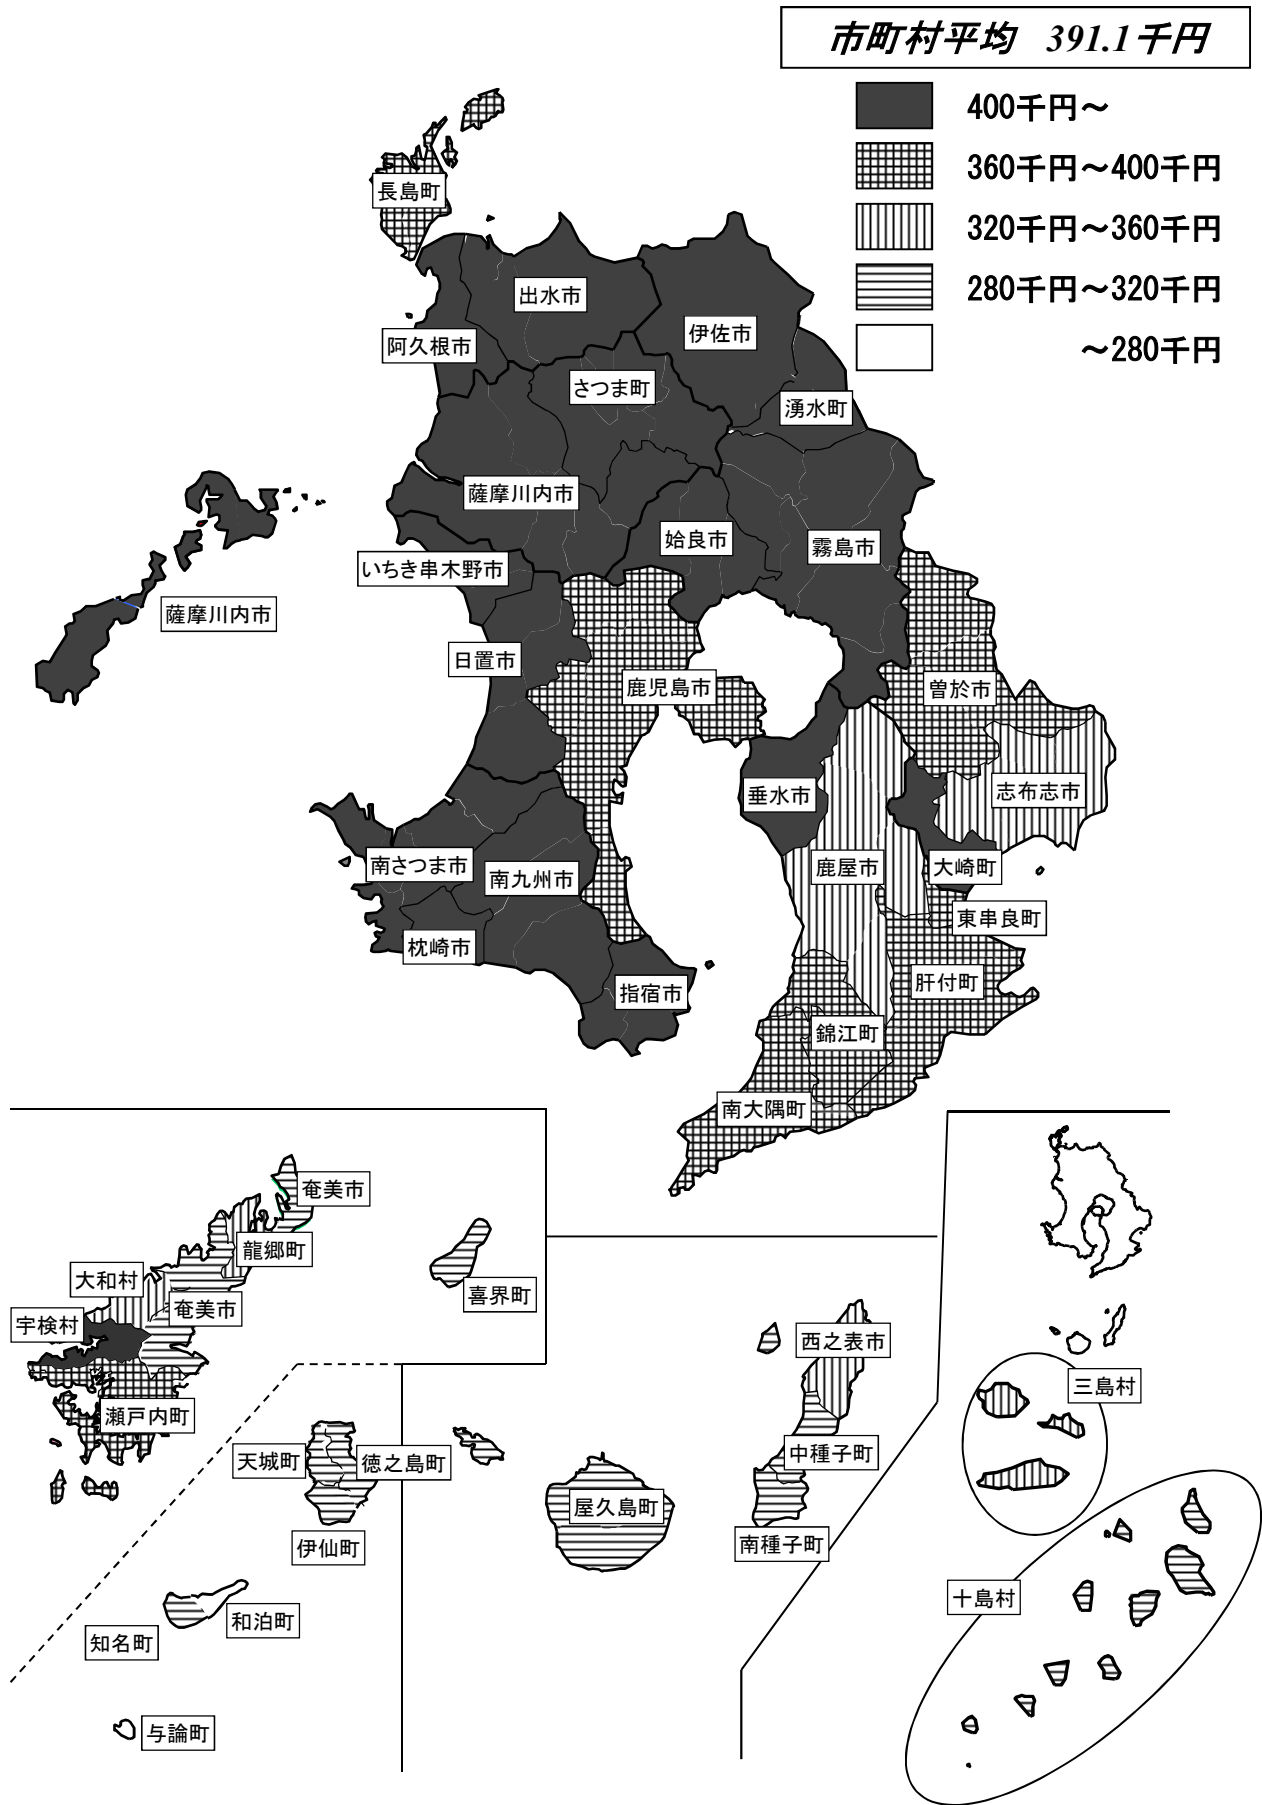 市町村平均 391.1千円
400千円～
360千円～400千円
320千円～360千円
280千円～320千円
～280千円
長島町
出水市
伊佐市
阿久根市
さつま町
湧水町
薩摩川内市
姶良市
霧島市
いちき串木野市
薩摩川内市
日置市
鹿児島市
曽於市
垂水市
志布志市
南さつま市
南九州市
鹿屋市
大崎町
東串良町
枕崎市
指宿市
肝付町
錦江町
南大隅町
奄美市
龍郷町
大和村
奄美市
宇検村
喜界町
瀬戸内町
西之表市
三島村
天城町
徳之島町
中種子町
屋久島町
伊仙町
南種子町
十島村
和泊町
知名町
与論町